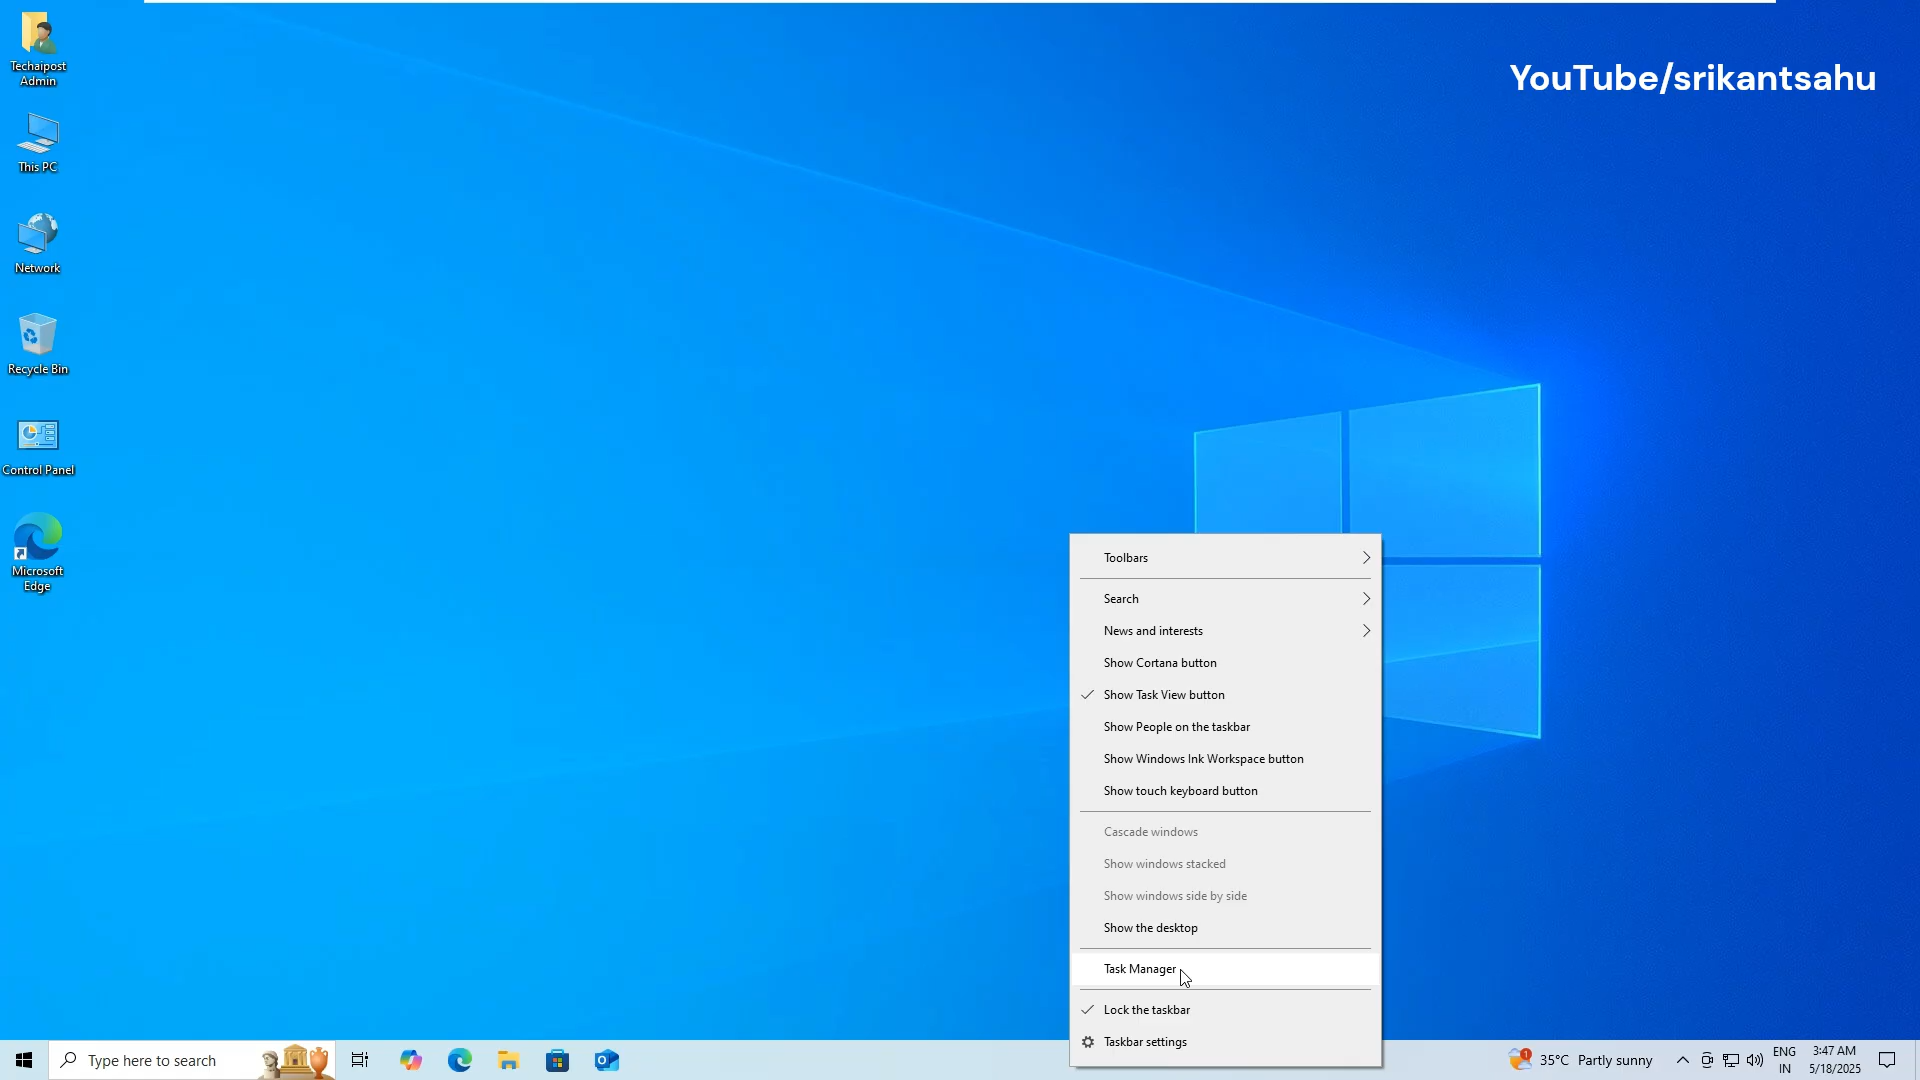 YouTube/srikantsahu
Techaipost
Admin
This PC
Network
Recycle Bin
Control Panel
Microsoft
Edge
Toolbars
Search
News and interests
Show Cortana button
Show Task View button
Show People on the taskbar
Show Windows Ink Workspace button
Show touch keyboard button
Cascade windows
Show windows stacked
Show windows side by side
Show the desktop
Task Manager
Lock the taskbar
Taskbar settings
Type here to search
1
35°C Partly sunny
ENG
IN
3:47 AM
5/18/2025